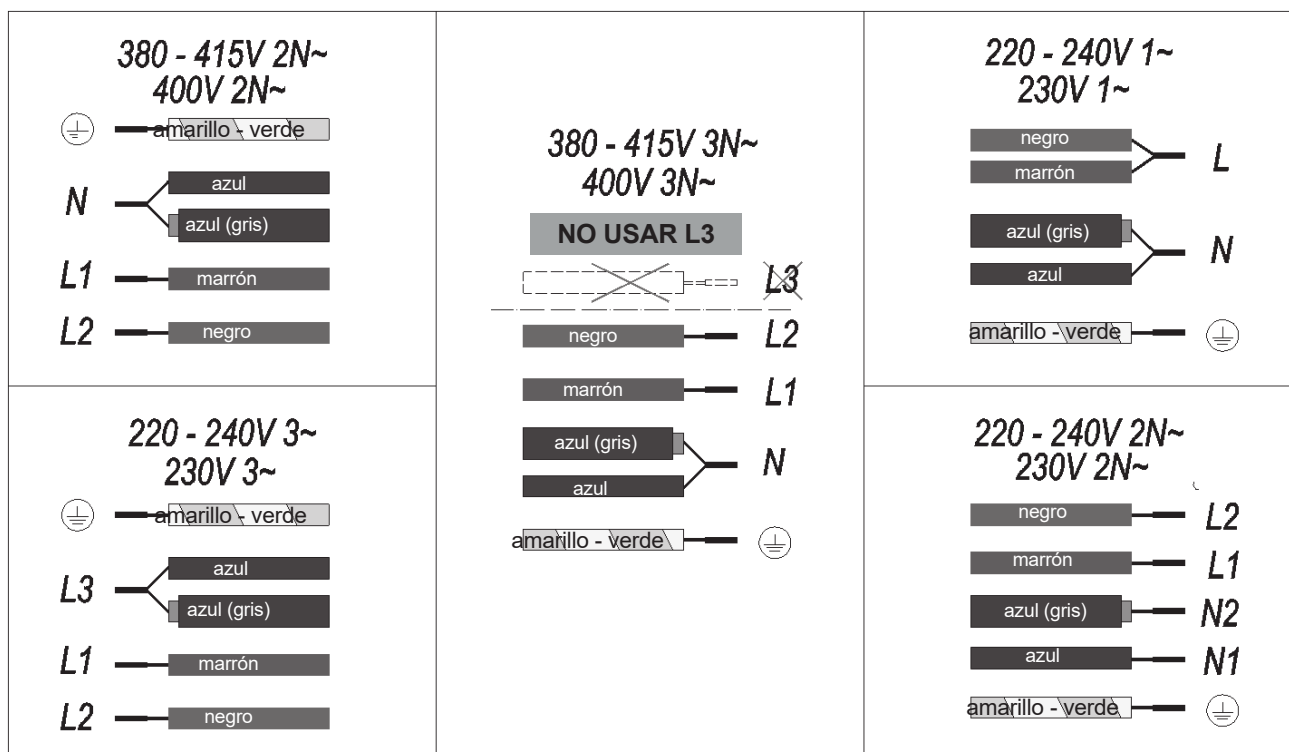 380 - 415V 2N~
400V 2N~
amarillo - verde
N
azul
azul (gris)
L1
marrón
L2
negro
220 - 240V 3~
230V 3~
amarillo - verde
L3
azul
azul (gris)
L1
marrón
L2
negro
380 - 415V 3N~
400V 3N~
NO USAR L3
L3
negro
L2
marrón
L1
azul (gris)
N
azul
amarillo - verde
220 - 240V 1~
230V 1~
negro
L
marrón
azul (gris)
N
azul
amarillo - verde
220 - 240V 2N~
230V 2N~
negro
L2
marrón
L1
azul (gris)
N2
azul
N1
amarillo - verde